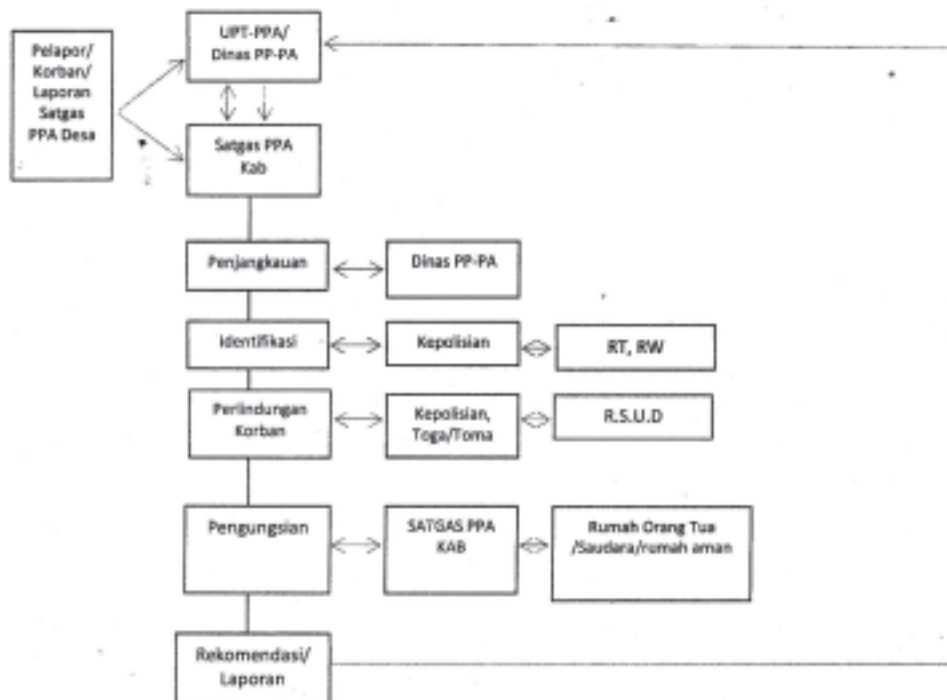 UPT-PPA/
Dinas PP-PA
Pelapor/
Korban/
Laporan
Satgas
PPA Desa
Satgas PPA
Kab
Penjangkauan
Dinas PP-PA
Identifikasi
Kepolisian
RT, RW
Perlindungan
Korban
Kepolisian,
Toga/Toma
R.S.U.D
Pengungsian
SATGAS PPA
KAB
Rumah Orang Tua
/Saudara/rumah aman
Rekomendasi/
Laporan